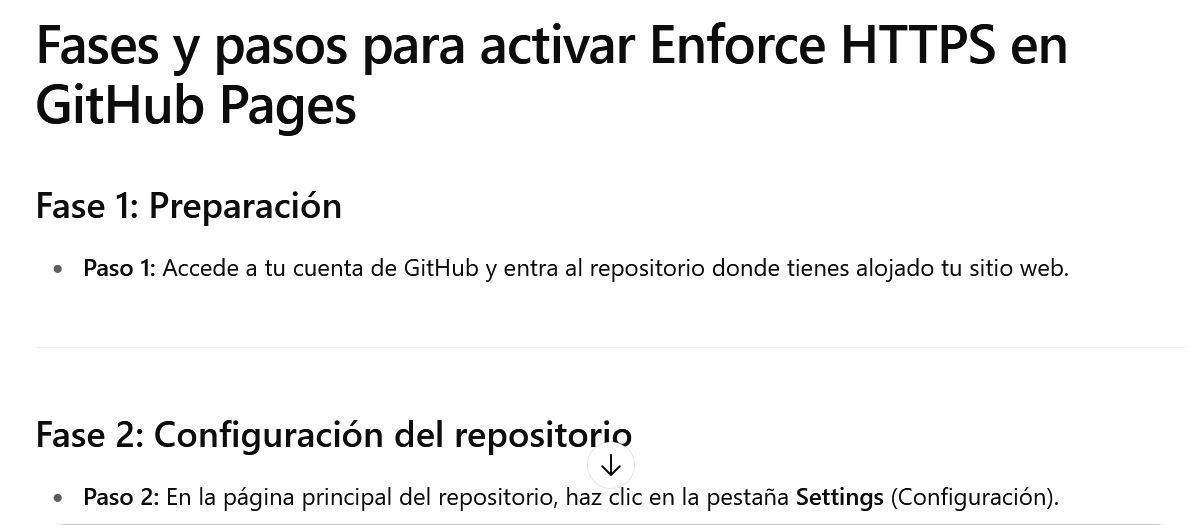 Fases y pasos para activar Enforce HTTPS en
GitHub Pages
Fase 1: Preparación
• Paso 1: Accede a tu cuenta de GitHub y entra al repositorio donde tienes alojado tu sitio web.
Fase 2: Configuración del repositorio
• Paso 2: En la página principal del repositorio, haz clic en la pestaña Settings (Configuración).